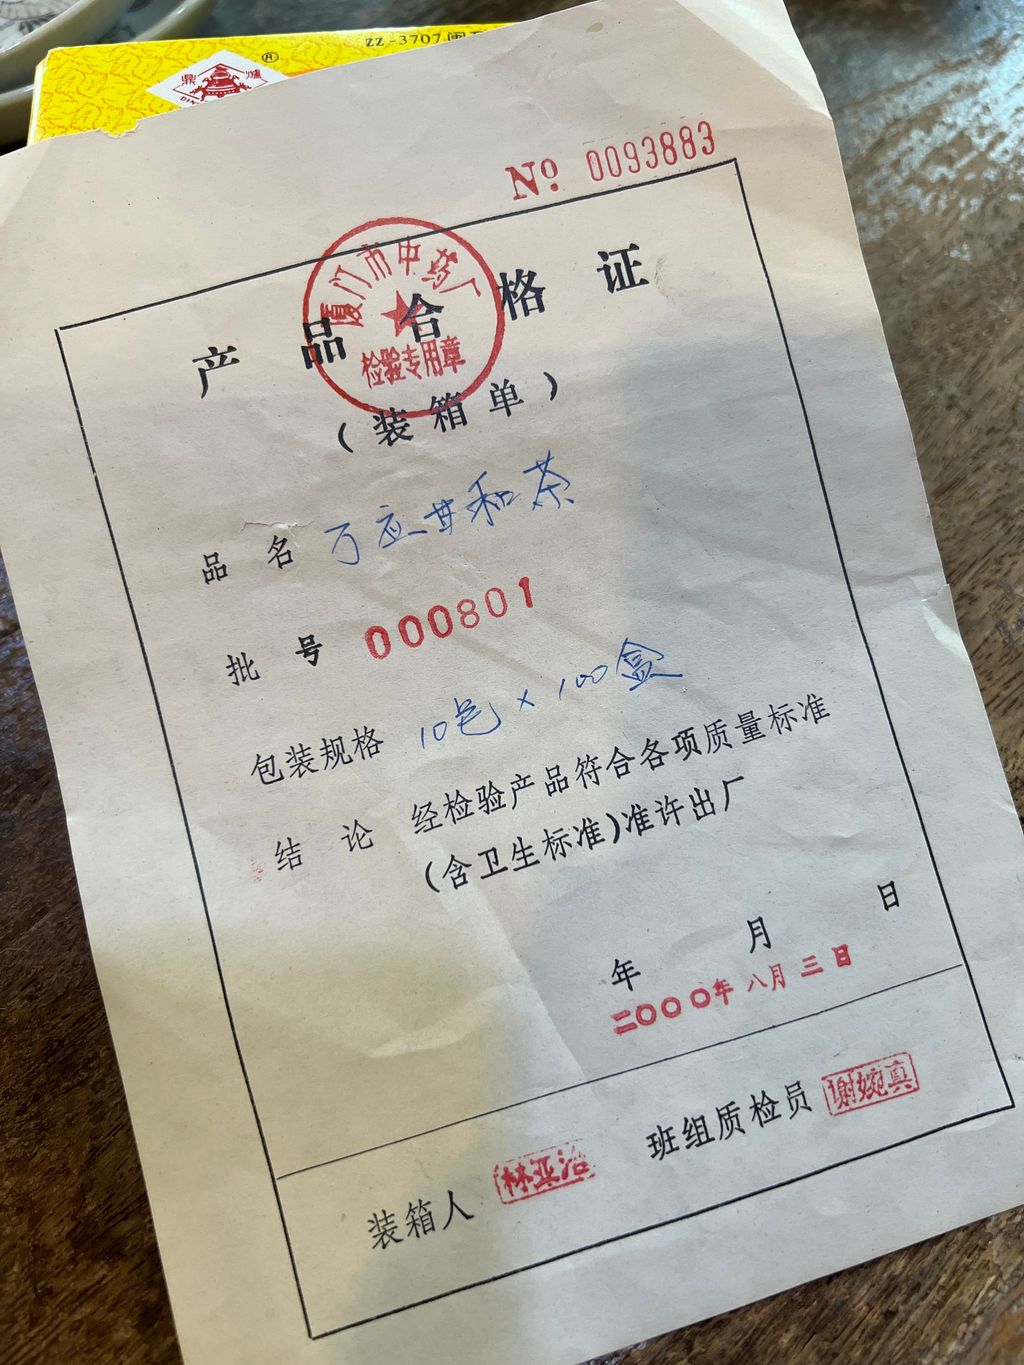 ZZ-3707
鼎爐
®
DIN
Nº 0093883
厦门市中药厂
检验专用章
产品合格证
(装箱单)
品名 万应甘和茶
批号 000801
包装规格 10包×100盒
结论 经检验产品符合各项质量标准
(含卫生标准)准许出厂
年 月 日
二〇〇〇年八月三日
装箱人 林亚治 班组质检员 谢婉真